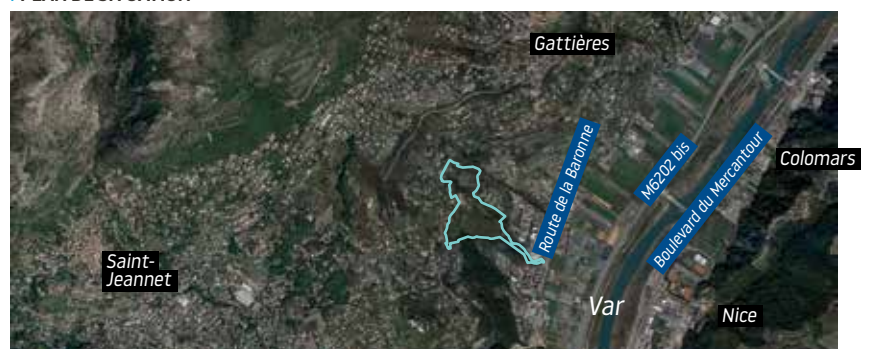 Gattières
Route de la Baronne
M6202 bis
Boulevard du Mercantour
Colomars
Saint-
Jeannet
Var
Nice